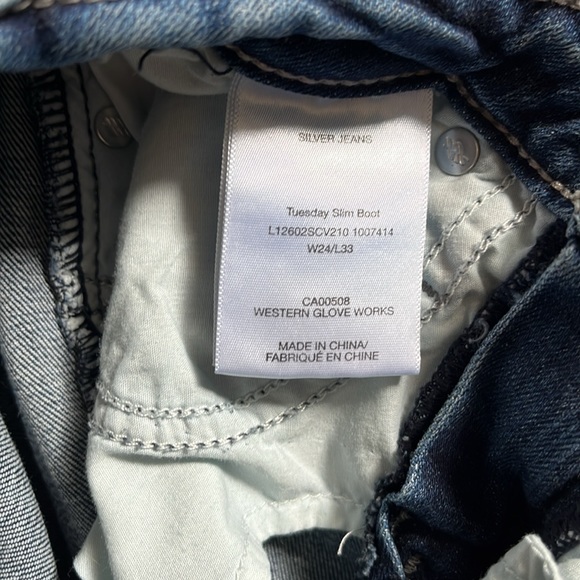 SILVER JEANS
Tuesday Slim Boot
L12602SCV210 1007414
W24/L33
CA00508
WESTERN GLOVE WORKS
MADE IN CHINA/
FABRIQUÉ EN CHINE